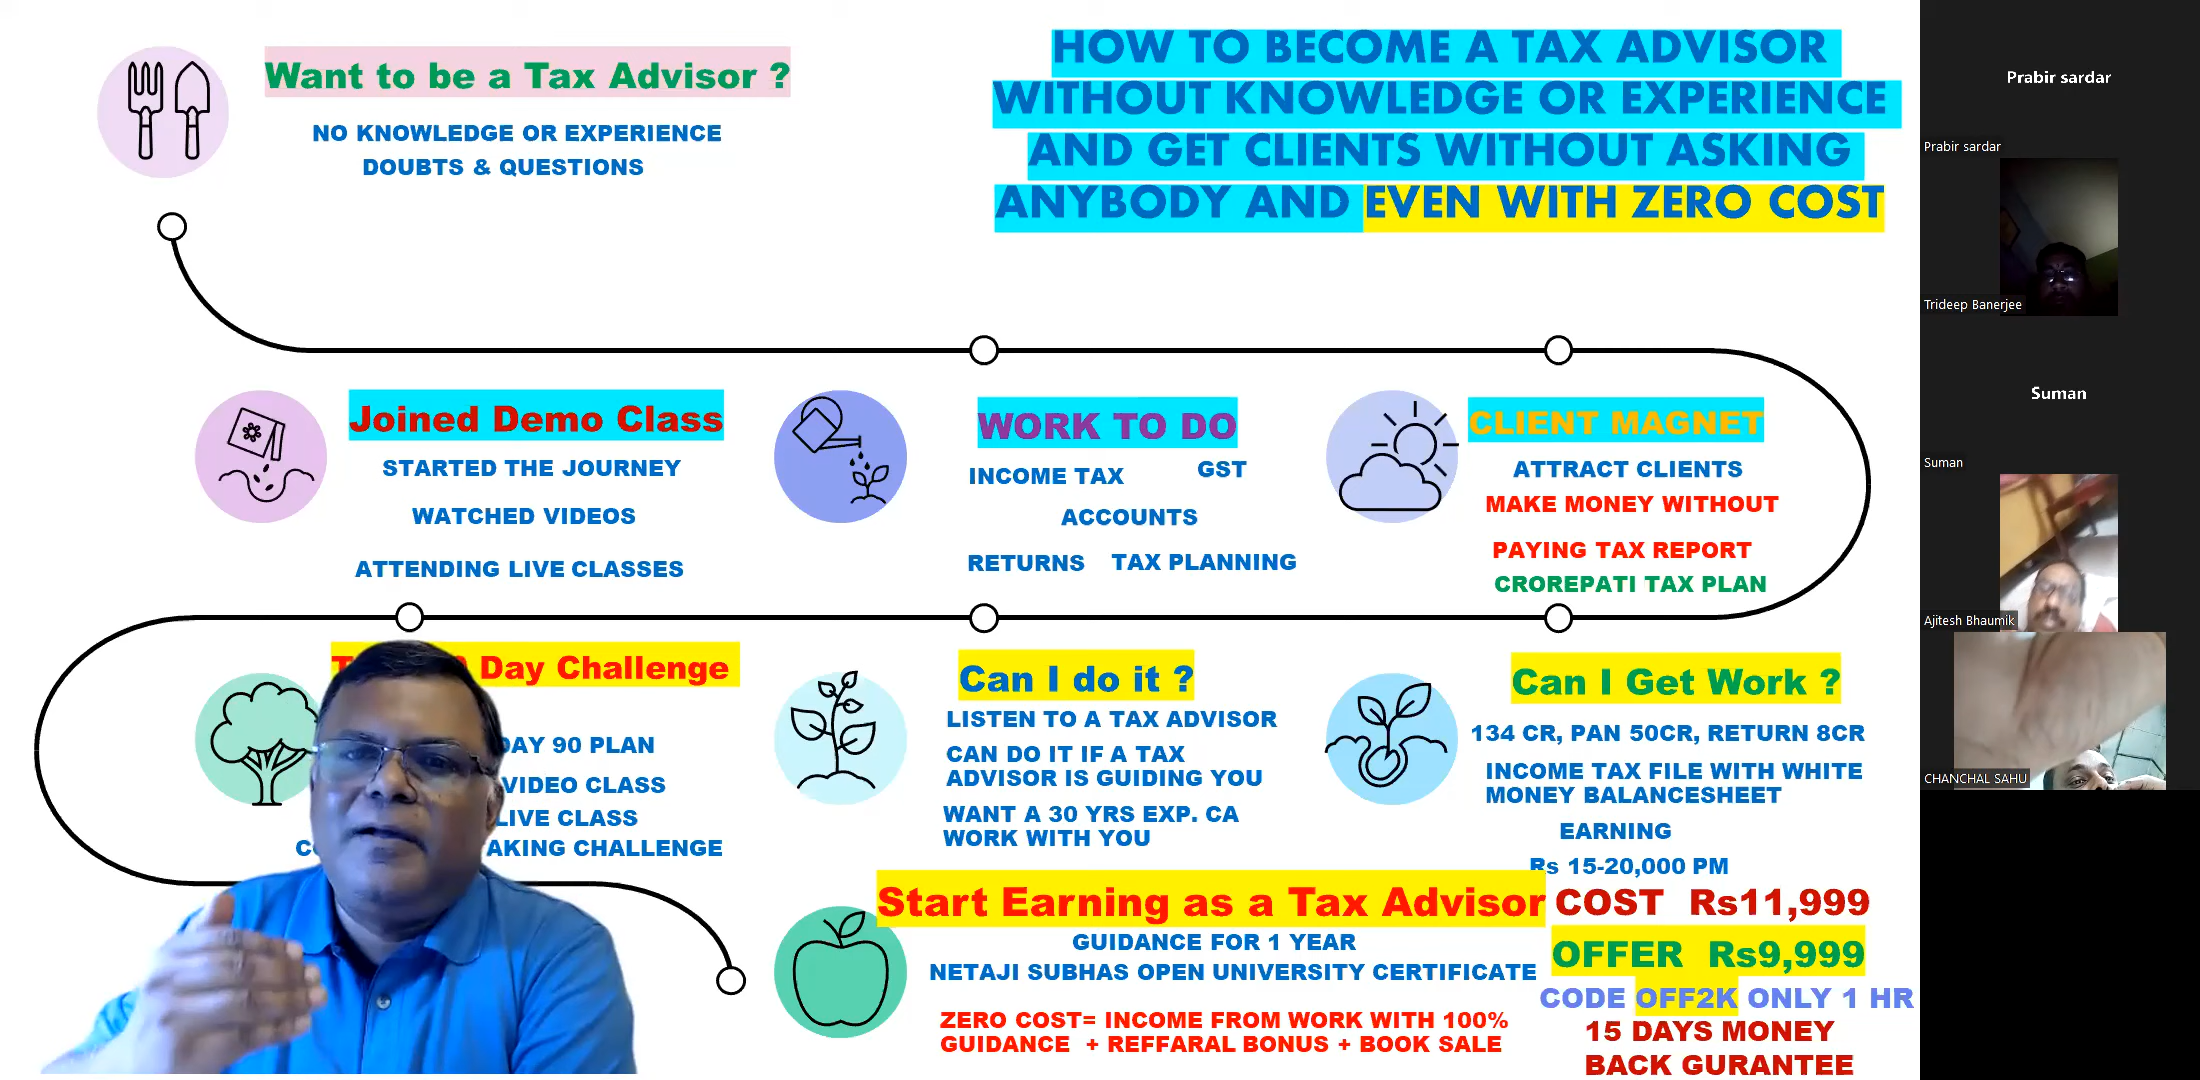 Want to be a Tax Advisor ?
NO KNOWLEDGE OR EXPERIENCE
DOUBTS & QUESTIONS
HOW TO BECOME A TAX ADVISOR
WITHOUT KNOWLEDGE OR EXPERIENCE
AND GET CLIENTS WITHOUT ASKING
ANYBODY AND EVEN WITH ZERO COST
Joined Demo Class
STARTED THE JOURNEY
WATCHED VIDEOS
ATTENDING LIVE CLASSES
WORK TO DO
INCOME TAX GST
ACCOUNTS
RETURNS TAX PLANNING
CLIENT MAGNET
ATTRACT CLIENTS
MAKE MONEY WITHOUT
PAYING TAX REPORT
CROREPATI TAX PLAN
Day Challenge
DAY 90 PLAN
VIDEO CLASS
LIVE CLASS
CHALLENGE
Can I do it ?
LISTEN TO A TAX ADVISOR
CAN DO IT IF A TAX
ADVISOR IS GUIDING YOU
WANT A 30 YRS EXP. CA
WORK WITH YOU
Can I Get Work ?
134 CR, PAN 50CR, RETURN 8CR
INCOME TAX FILE WITH WHITE
MONEY BALANCESHEET
EARNING
Rs 15-20,000 PM
Start Earning as a Tax Advisor
GUIDANCE FOR 1 YEAR
NETAJI SUBHAS OPEN UNIVERSITY CERTIFICATE
ZERO COST= INCOME FROM WORK WITH 100%
GUIDANCE + REFFARAL BONUS + BOOK SALE
COST Rs11,999
OFFER Rs9,999
CODE OFF2K ONLY 1 HR
15 DAYS MONEY
BACK GURANTEE
Prabir sardar
Prabir sardar
Trideep Banerjee
Suman
Suman
Ajitesh Bhaumik
CHANCHAL SAHU